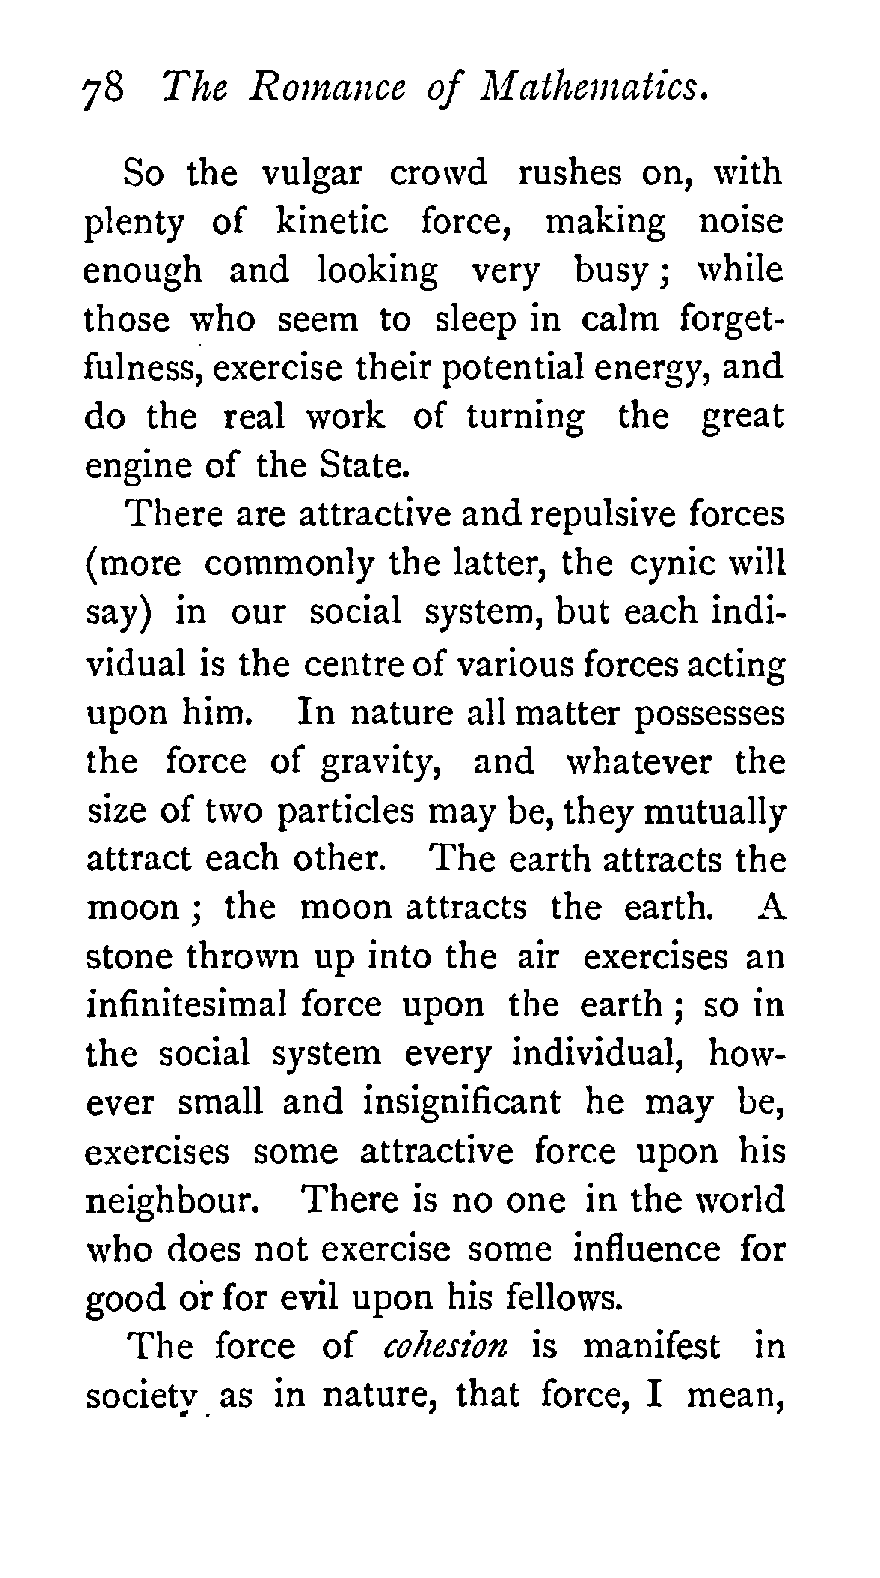 78 The Romance of Mathematics.
So the vulgar crowd rushes on, with
plenty of kinetic force, making noise
enough and looking very busy ; while
those who seem to sleep in calm forget-
fulness, exercise their potential energy, and
do the real work of turning the great
engine of the State.
There are attractive and repulsive forces
(more commonly the latter, the cynic will
say) in our social system, but each indi-
vidual is the centre of various forces acting
upon him. In nature all matter possesses
the force of gravity, and whatever the
size of two particles may be, they mutually
attract each other. The earth attracts the
moon ; the moon attracts the earth. A
stone thrown up into the air exercises an
infinitesimal force upon the earth ; so in
the social system every individual, how-
ever small and insignificant he may be,
exercises some attractive force upon his
neighbour. There is no one in the world
who does not exercise some influence for
good or for evil upon his fellows.
The force of cohesion is manifest in
society as in nature, that force, I mean,